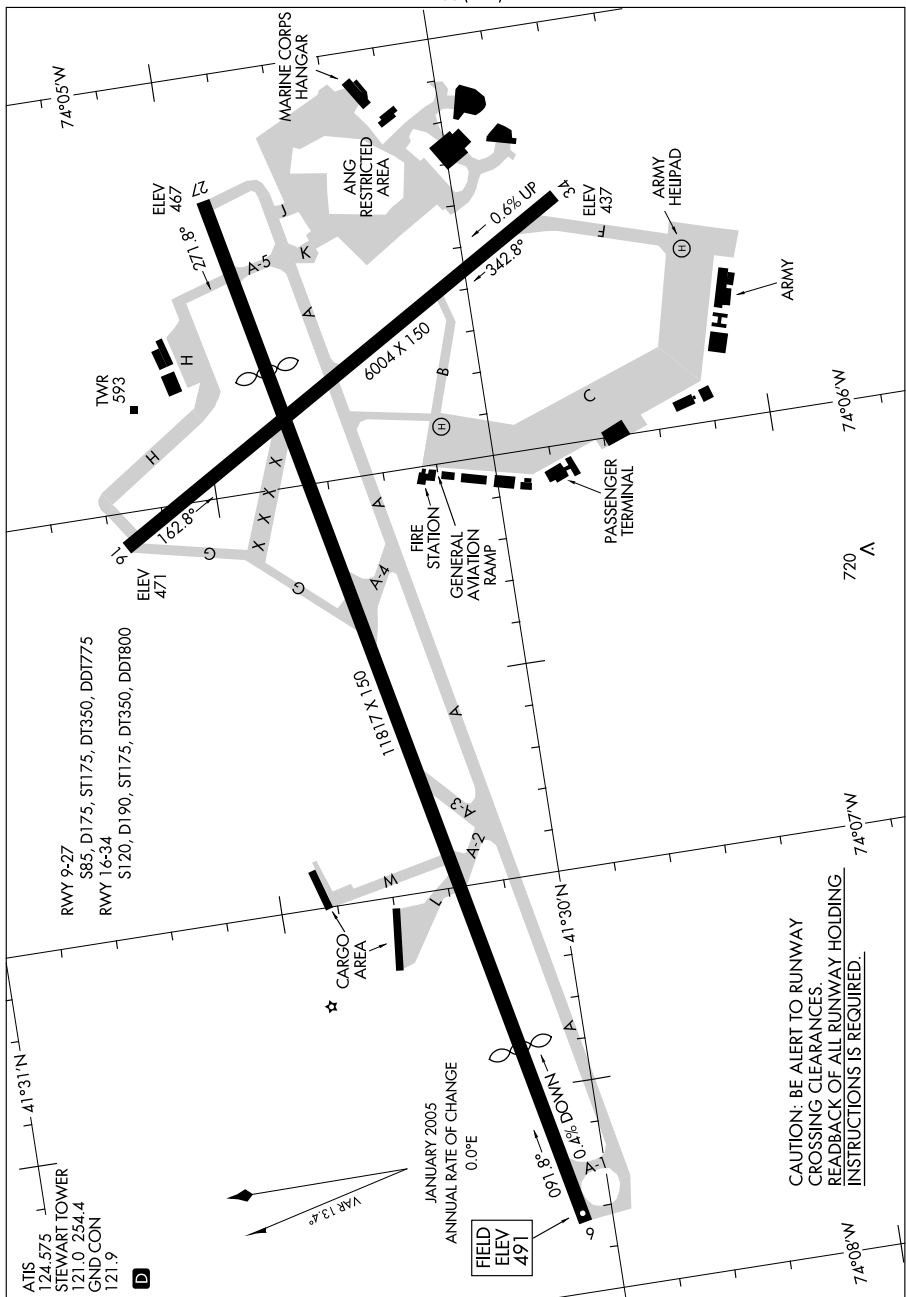 ATIS
124.575
STEWART TOWER
121.0 254.4
GND CON
121.9
D
41°31'N
RWY 9-27
S85, D175, ST175, DT350, DDT775
RWY 16-34
S120, D190, ST175, DT350, DDT800
74°05'W
MARINE CORPS
HANGAR
ANG
RESTRICTED
AREA
ELEV
467
27
271.8°
J
K
A-5
A
H
TWR
593
H
16
162.8°
ELEV
471
G
G
X X X X
6004 X 150
0.6% UP
342.8°
34
ELEV
437
F
ARMY
HELIPAD
H
ARMY
B
H
C
74°06'W
FIRE
STATION
GENERAL
AVIATION
RAMP
PASSENGER
TERMINAL
A
A-4
11817 X 150
A
720
A-3
A-2
M
L
CARGO
AREA
74°07'W
41°30'N
A
VAR 13.4°
JANUARY 2005
ANNUAL RATE OF CHANGE
0.0°E
091.8°
0.4% DOWN
A-1
9
FIELD
ELEV
491
CAUTION: BE ALERT TO RUNWAY
CROSSING CLEARANCES.
READBACK OF ALL RUNWAY HOLDING
INSTRUCTIONS IS REQUIRED.
74°08'W